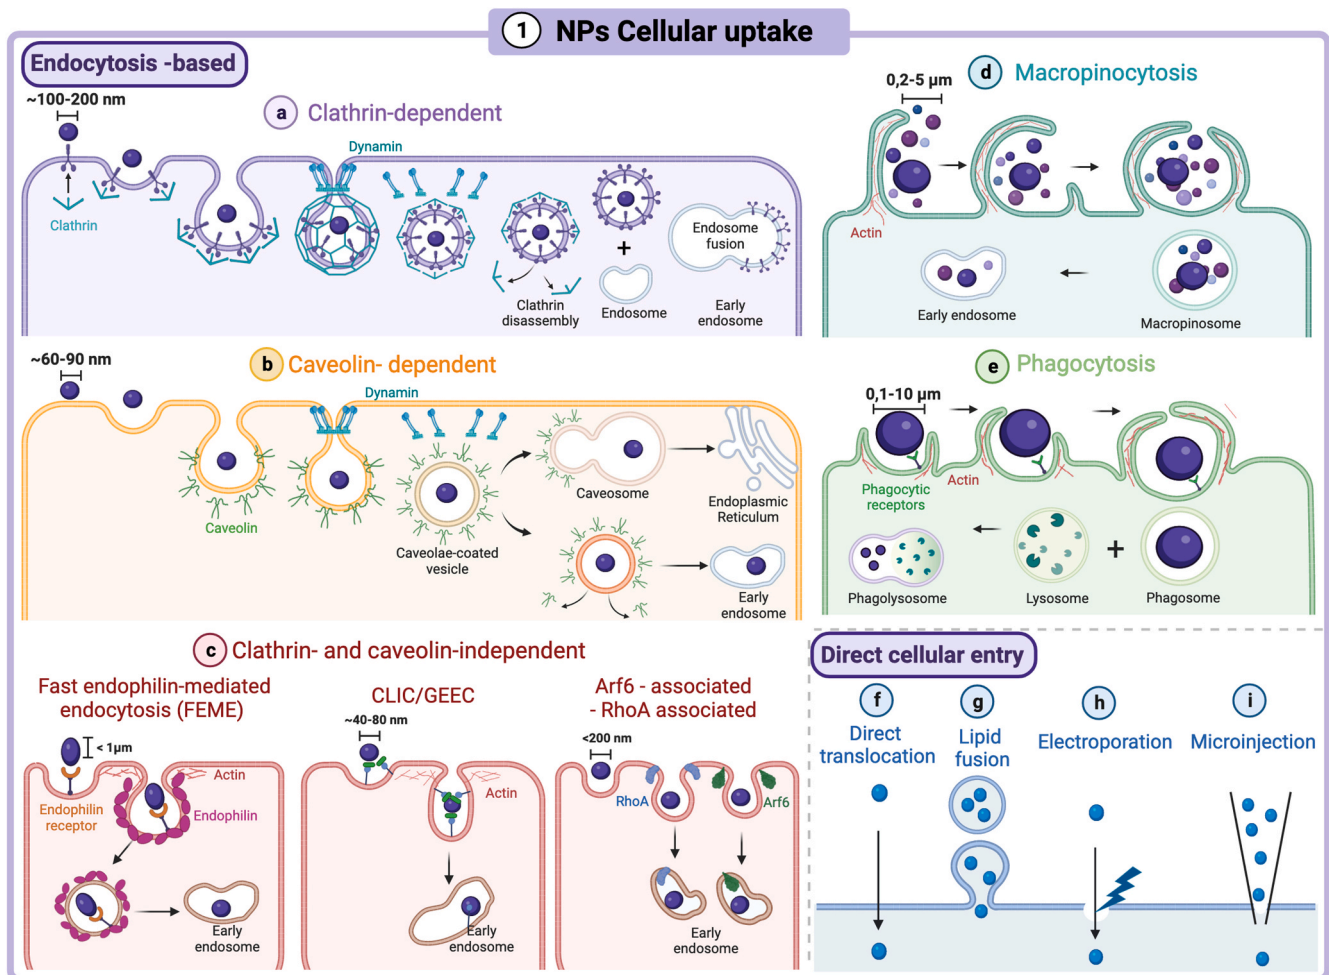 1 NPs Cellular uptake
Endocytosis -based
~100-200 nm
a Clathrin-dependent
Dynamin
Clathrin
Clathrin
disassembly
+
Endosome
Endosome
fusion
Early
endosome
~60-90 nm
b Caveolin- dependent
Dynamin
Caveolin
Caveolae-coated
vesicle
Caveosome
Endoplasmic
Reticulum
Early
endosome
c Clathrin- and caveolin-independent
Fast endophilin-mediated
endocytosis (FEME)
< 1μm
Actin
Endophilin
receptor
Endophilin
Early
endosome
CLIC/GEEC
~40-80 nm
Actin
Early
endosome
Arf6 - associated
- RhoA associated
<200 nm
RhoA
Arf6
Early
endosome
d Macropinocytosis
0,2-5 μm
Actin
Early endosome
Macropinosome
e Phagocytosis
0,1-10 μm
Phagocytic
receptors
Actin
Phagolysosome
Lysosome
+
Phagosome
Direct cellular entry
f
Direct
translocation
g
Lipid
fusion
h
Electroporation
i
Microinjection